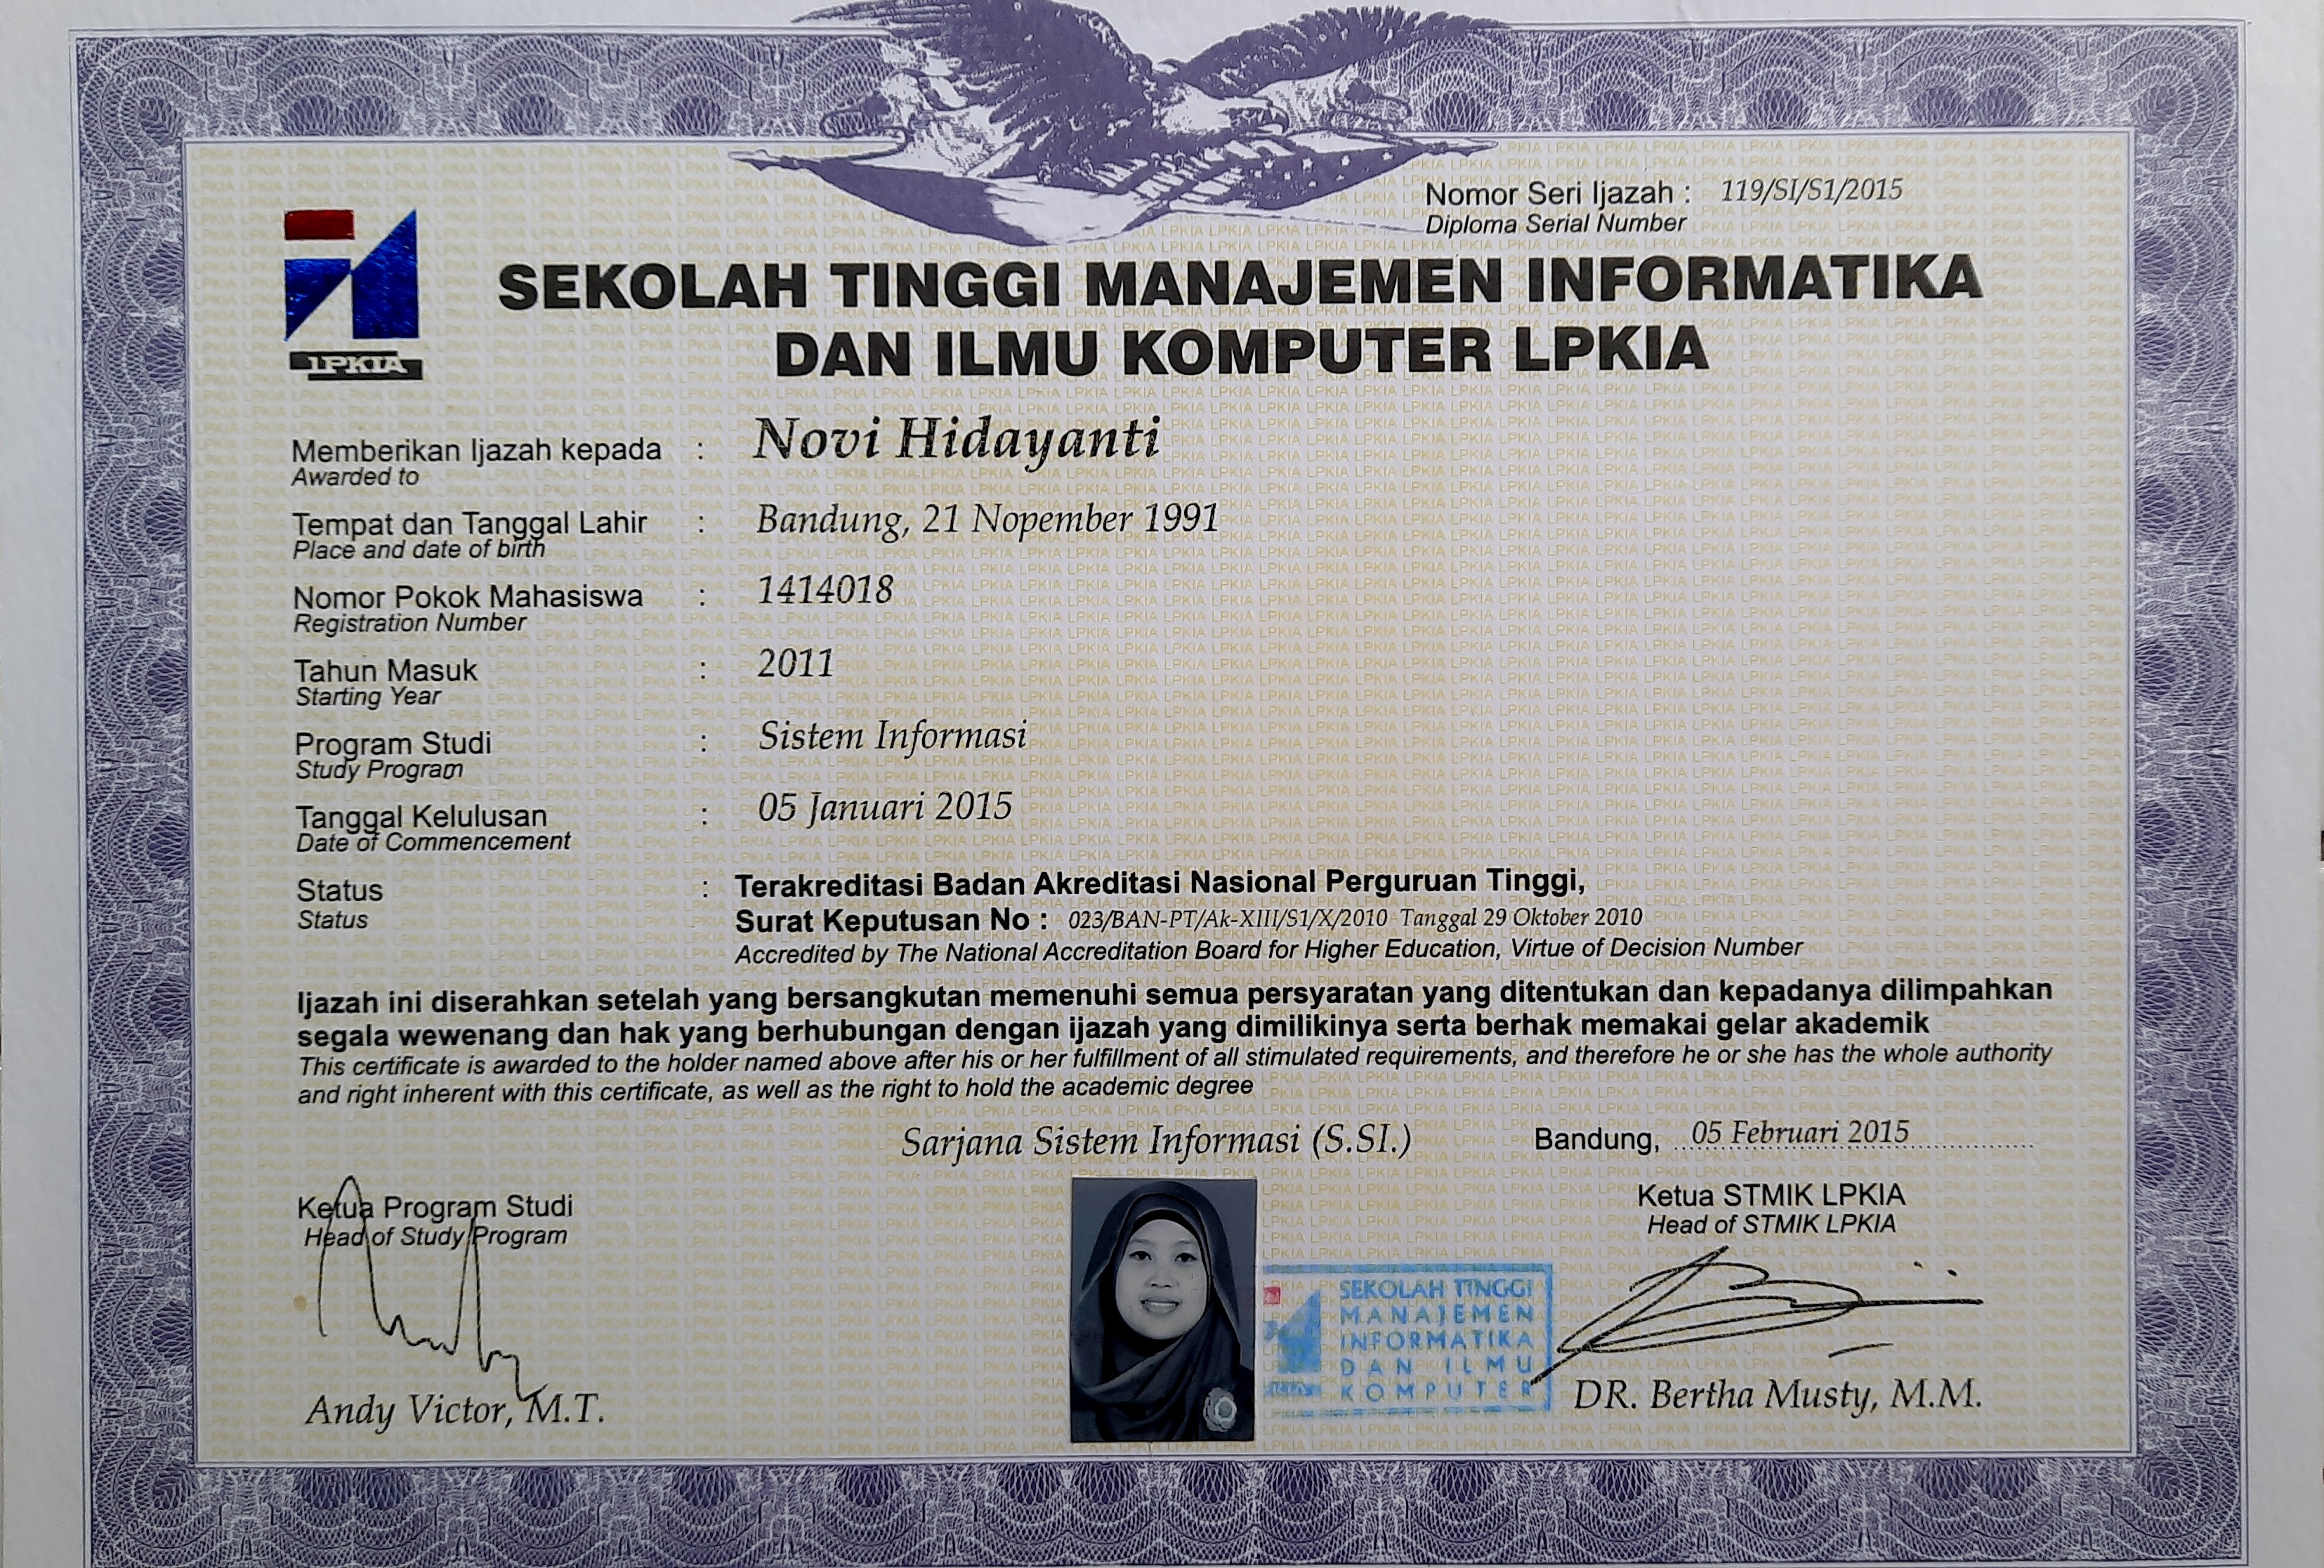 Nomor Seri Ijazah : 119/SI/S1/2015
Diploma Serial Number
LPKIA
SEKOLAH TINGGI MANAJEMEN INFORMATIKA
DAN ILMU KOMPUTER LPKIA
Memberikan Ijazah kepada : Novi Hidayanti
Awarded to
Tempat dan Tanggal Lahir : Bandung, 21 Nopember 1991
Place and date of birth
Nomor Pokok Mahasiswa : 1414018
Registration Number
Tahun Masuk : 2011
Starting Year
Program Studi : Sistem Informasi
Study Program
Tanggal Kelulusan : 05 Januari 2015
Date of Commencement
Status : Terakreditasi Badan Akreditasi Nasional Perguruan Tinggi,
Status
Surat Keputusan No : 023/BAN-PT/Ak-XIII/S1/X/2010 Tanggal 29 Oktober 2010
Accredited by The National Accreditation Board for Higher Education, Virtue of Decision Number
Ijazah ini diserahkan setelah yang bersangkutan memenuhi semua persyaratan yang ditentukan dan kepadanya dilimpahkan
segala wewenang dan hak yang berhubungan dengan ijazah yang dimilikinya serta berhak memakai gelar akademik
This certificate is awarded to the holder named above after his or her fulfillment of all stimulated requirements, and therefore he or she has the whole authority
and right inherent with this certificate, as well as the right to hold the academic degree
Sarjana Sistem Informasi (S.SI.)
Bandung, 05 Februari 2015
Ketua Program Studi
Head of Study Program
Ketua STMIK LPKIA
Head of STMIK LPKIA
SEKOLAH TINGGI
MANAJEMEN
INFORMATIKA
DAN ILMU
KOMPUTER
Andy Victor, M.T.
DR. Bertha Musty, M.M.